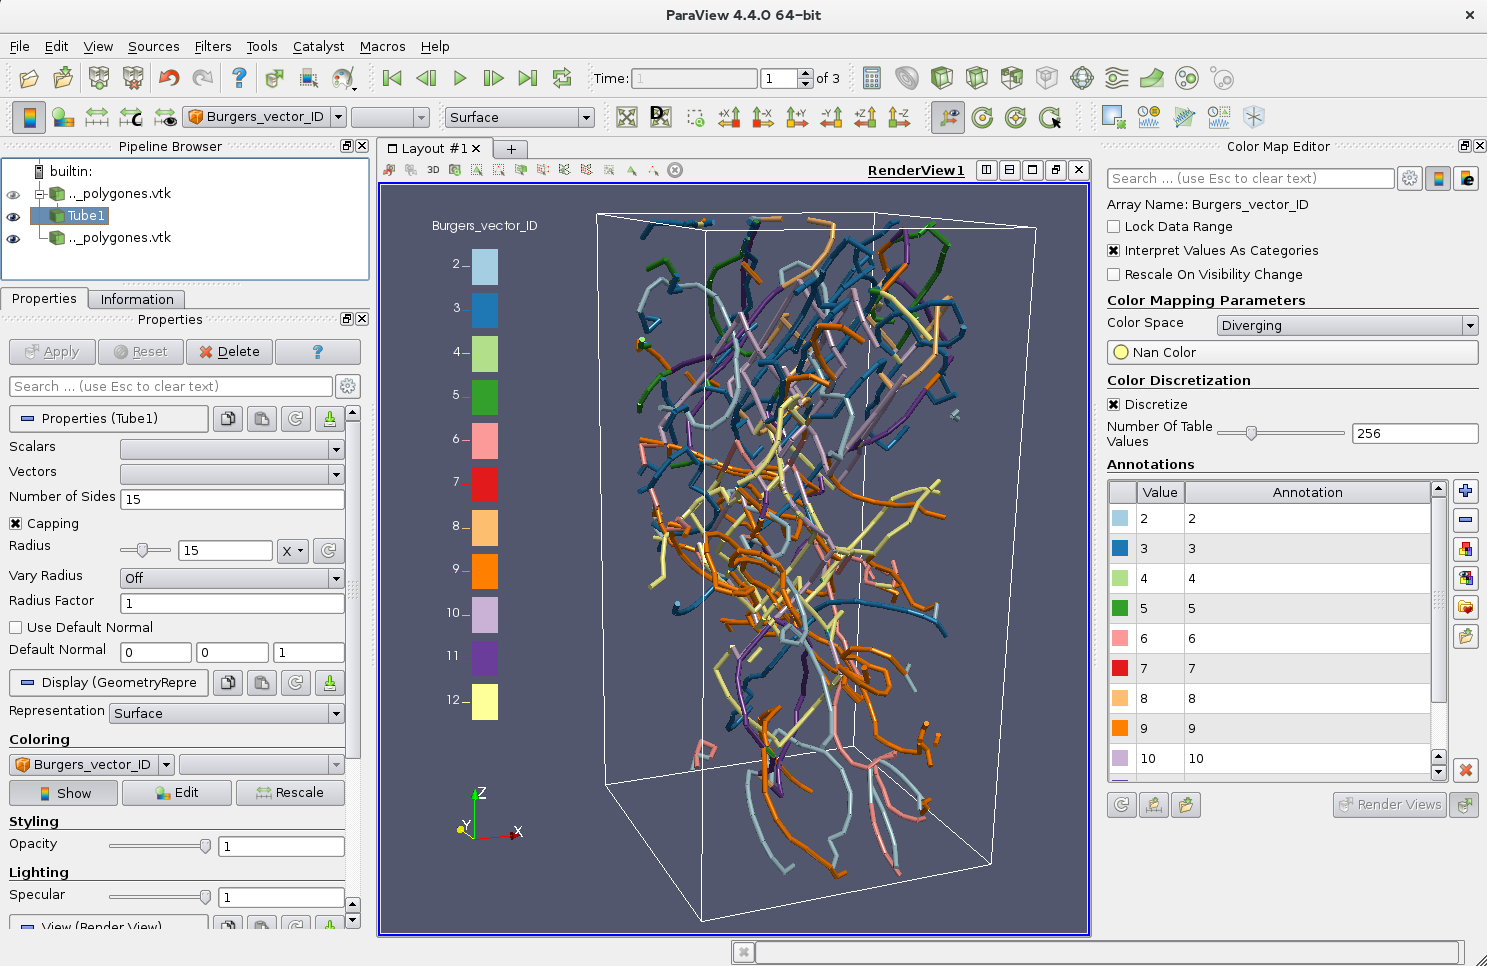 ParaView 4.4.0 64-bit
File Edit View Sources Filters Tools Catalyst Macros Help
Time: 1 1 of 3
Burgers_vector_ID Surface
Pipeline Browser
builtin:
.._polygones.vtk
Tube1
.._polygones.vtk
Properties Information
Properties
Apply Reset Delete ?
Search ... (use Esc to clear text)
Properties (Tube1)
Scalars
Vectors
Number of Sides 15
Capping
Radius 15 X
Vary Radius Off
Radius Factor 1
Use Default Normal
Default Normal 0 0 1
Display (GeometryRepre
Representation Surface
Coloring
Burgers_vector_ID
Show Edit Rescale
Styling
Opacity 1
Lighting
Specular 1
View (Render View)
Layout #1
3D
RenderView1
Burgers_vector_ID
2
3
4
5
6
7
8
9
10
11
12
Z
Y
X
Color Map Editor
Search ... (use Esc to clear text)
Array Name: Burgers_vector_ID
Lock Data Range
Interpret Values As Categories
Rescale On Visibility Change
Color Mapping Parameters
Color Space Diverging
Nan Color
Color Discretization
Discretize
Number Of Table Values 256
Annotations
Value Annotation
2 2
3 3
4 4
5 5
6 6
7 7
8 8
9 9
10 10
Render Views